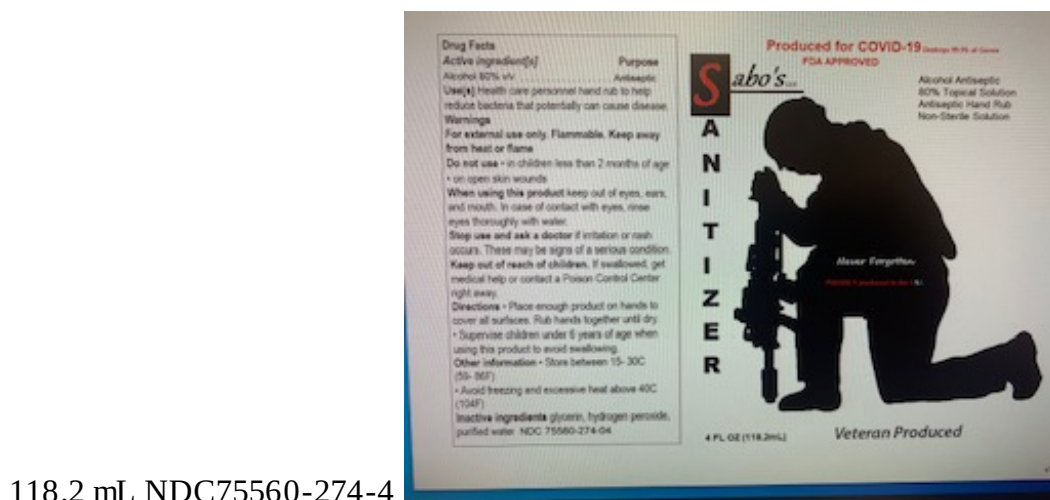 118.2 mL NDC75560-274-4
Drug Facts
Active ingredient[s] Purpose
Alcohol 80% v/v Antiseptic
Use[s] Health care personnel hand rub to help
reduce bacteria that potentially can cause disease.
Warnings
For external use only. Flammable. Keep away
from heat or flame
Do not use • in children less than 2 months of age
• on open skin wounds
When using this product keep out of eyes, ears,
and mouth. In case of contact with eyes, rinse
eyes thoroughly with water.
Stop use and ask a doctor if irritation or rash
occurs. These may be signs of a serious condition.
Keep out of reach of children. If swallowed, get
medical help or contact a Poison Control Center
right away.
Directions • Place enough product on hands to
cover all surfaces. Rub hands together until dry.
• Supervise children under 6 years of age when
using this product to avoid swallowing.
Other information • Store between 15-30C
(59-86F)
• Avoid freezing and excessive heat above 40C
(104F)
Inactive ingredients glycerin, hydrogen peroxide,
purified water NDC 75560-274-04
Produced for COVID-19
FDA APPROVED
Sabo's
SANITIZER
Alcohol Antiseptic
80% Topical Solution
Antiseptic Hand Rub
Non-Sterile Solution
Never Forgotten
4 FL OZ (118.2mL)
Veteran Produced